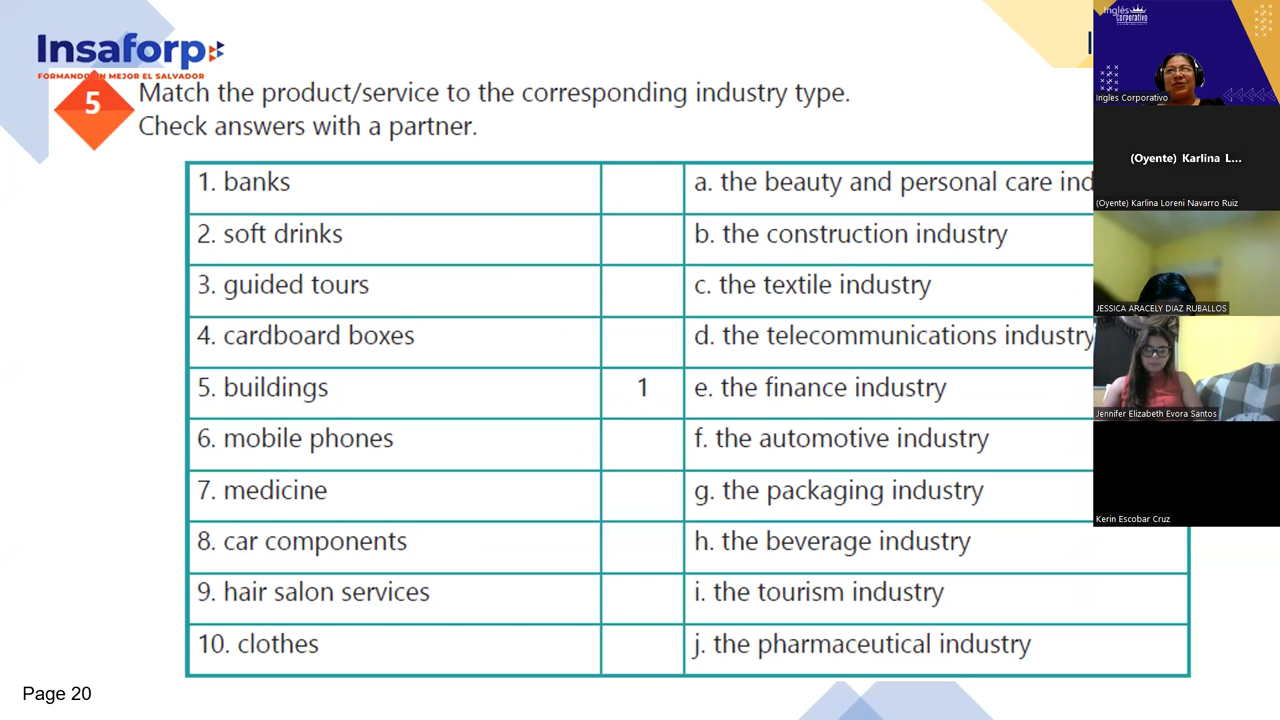 Insaforp
FORMANDO UN MEJOR EL SALVADOR
5
Match the product/service to the corresponding industry type.
Check answers with a partner.
1. banks a. the beauty and personal care ind
2. soft drinks b. the construction industry
3. guided tours c. the textile industry
4. cardboard boxes d. the telecommunications industry
5. buildings 1 e. the finance industry
6. mobile phones f. the automotive industry
7. medicine g. the packaging industry
8. car components h. the beverage industry
9. hair salon services i. the tourism industry
10. clothes j. the pharmaceutical industry
Page 20
Inglés
Corporativo
Ingles Corporativo
(Oyente) Karlina L...
(Oyente) Karlina Loreni Navarro Ruiz
JESSICA ARACELY DIAZ RUBALLOS
Jennifer Elizabeth Evora Santos
Kerin Escobar Cruz